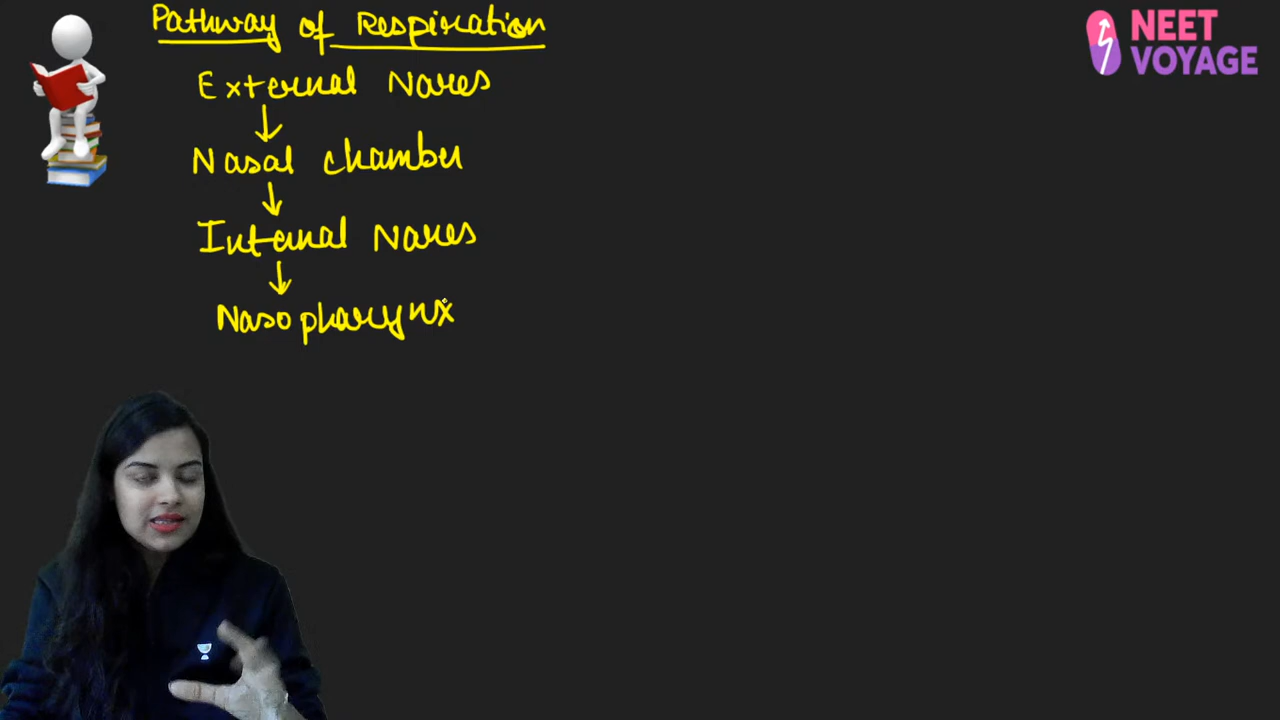 Pathway of Respiration
External Nares
↓
Nasal chamber
↓
Internal Nares
↓
Nasopharynx
NEET
VOYAGE